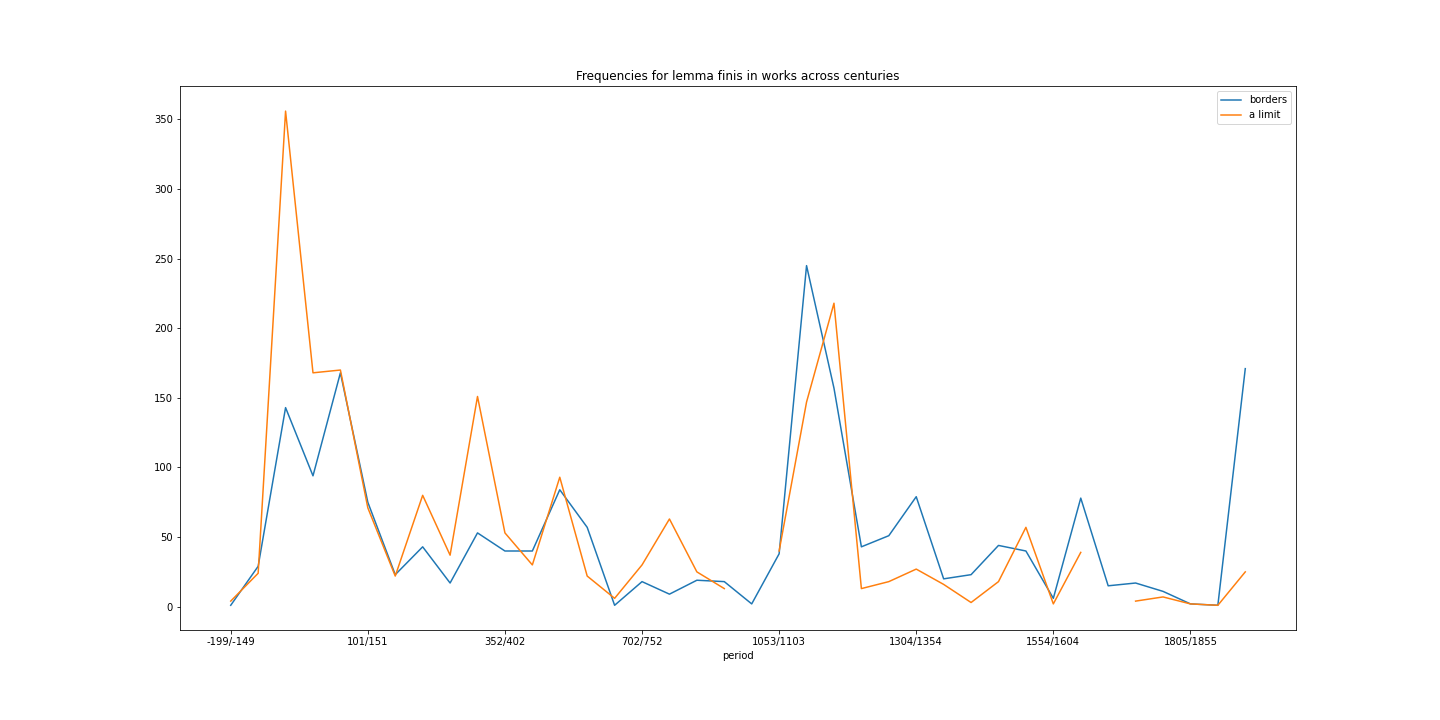 Frequencies for lemma finis in works across centuries
borders
a limit
350
300
250
200
150
100
50
0
-199/-149 101/151 352/402 702/752 1053/1103 1304/1354 1554/1604 1805/1855
period